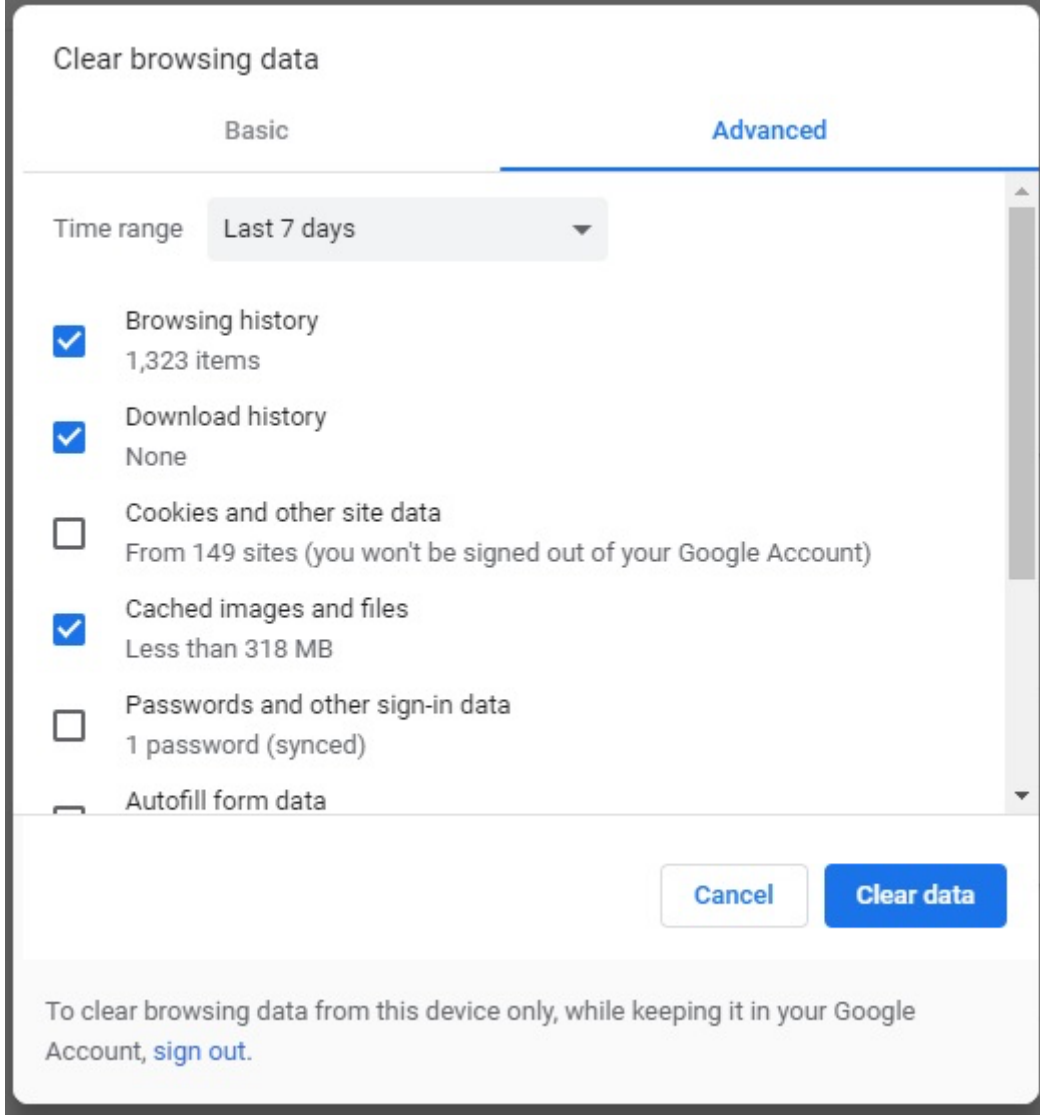 Clear browsing data
Basic
Advanced
Time range
Last 7 days
Browsing history
1,323 items
Download history
None
Cookies and other site data
From 149 sites (you won't be signed out of your Google Account)
Cached images and files
Less than 318 MB
Passwords and other sign-in data
1 password (synced)
Autofill form data
Cancel
Clear data
To clear browsing data from this device only, while keeping it in your Google
Account, sign out.